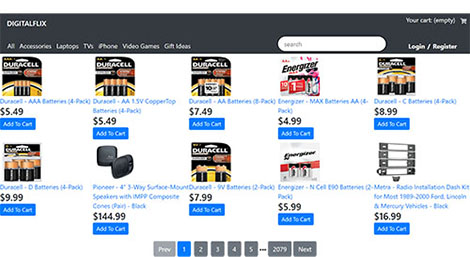 DIGITALFLIX
Your cart: (empty)
All Accessories Laptops TVs iPhone Video Games Gift Ideas
search
Login / Register
Duracell - AAA Batteries (4-Pack)
$5.49
Add To Cart
Duracell - AA 1.5V CopperTop
Batteries (4-Pack)
$5.49
Add To Cart
Duracell - AA Batteries (8-Pack)
$7.49
Add To Cart
Energizer - MAX Batteries AA (4-
Pack)
$4.99
Add To Cart
Duracell - C Batteries (4-Pack)
$8.99
Add To Cart
Duracell - D Batteries (4-Pack)
$9.99
Add To Cart
Pioneer - 4" 3-Way Surface-Mount
Speakers with IMPP Composite
Cones (Pair) - Black
$144.99
Add To Cart
Duracell - 9V Batteries (2-Pack)
$7.99
Add To Cart
Energizer - N Cell E90 Batteries (2-
Pack)
$5.99
Add To Cart
Metra - Radio Installation Dash Kit
for Most 1989-2000 Ford, Lincoln
& Mercury Vehicles - Black
$16.99
Add To Cart
Prev 1 2 3 4 5 ••• 2079 Next
DURACELL
DURACELL
DURACELL
Energizer
DURACELL
DURACELL
Energizer